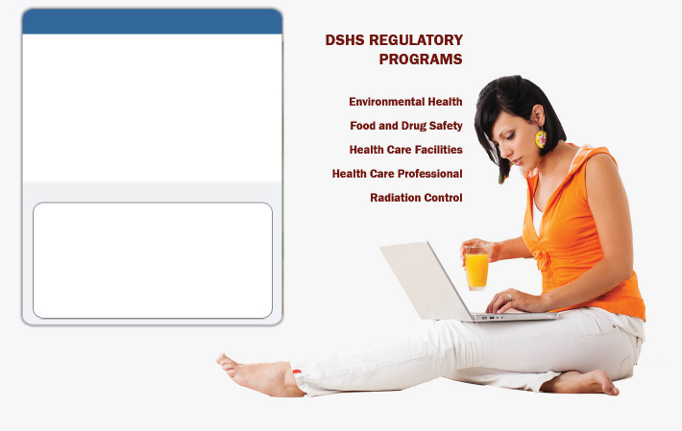 DSHS REGULATORY
PROGRAMS
Environmental Health
Food and Drug Safety
Health Care Facilities
Health Care Professional
Radiation Control